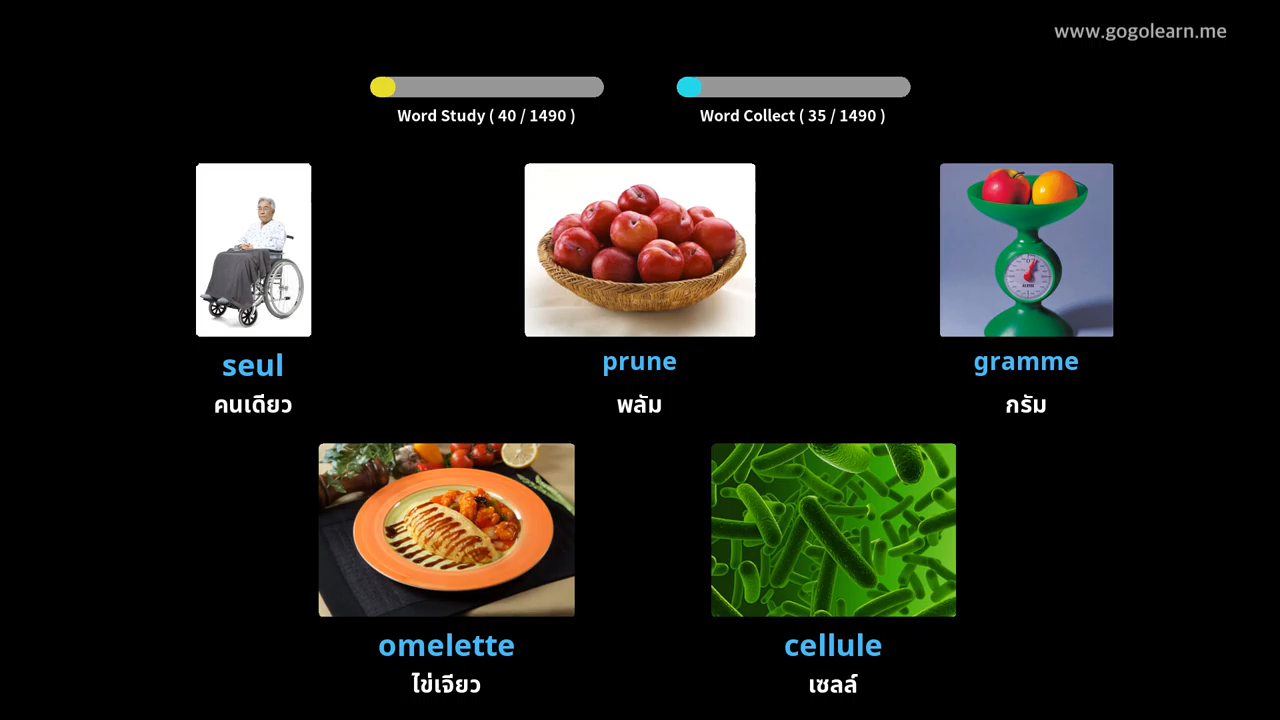 www.gogolearn.me
Word Study ( 40 / 1490 )
Word Collect ( 35 / 1490 )
seul
prune
gramme
คนเดียว
พลัม
กรัม
omelette
cellule
ไข่เจียว
เซลล์